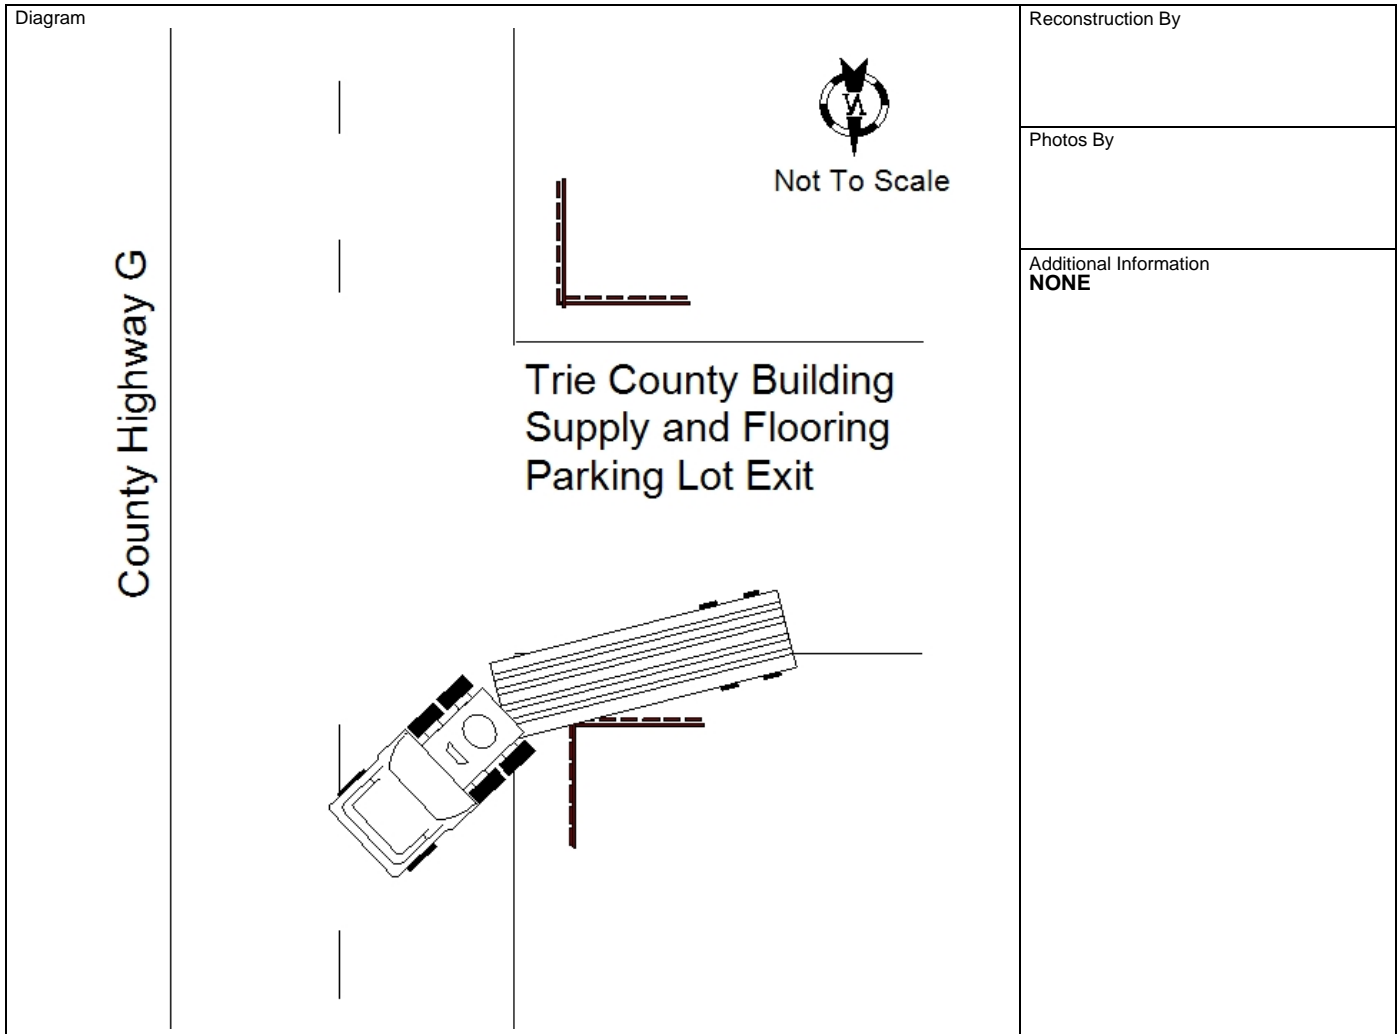 Diagram
Reconstruction By
Photos By
Additional Information
NONE
N
Not To Scale
County Highway G
Trie County Building
Supply and Flooring
Parking Lot Exit